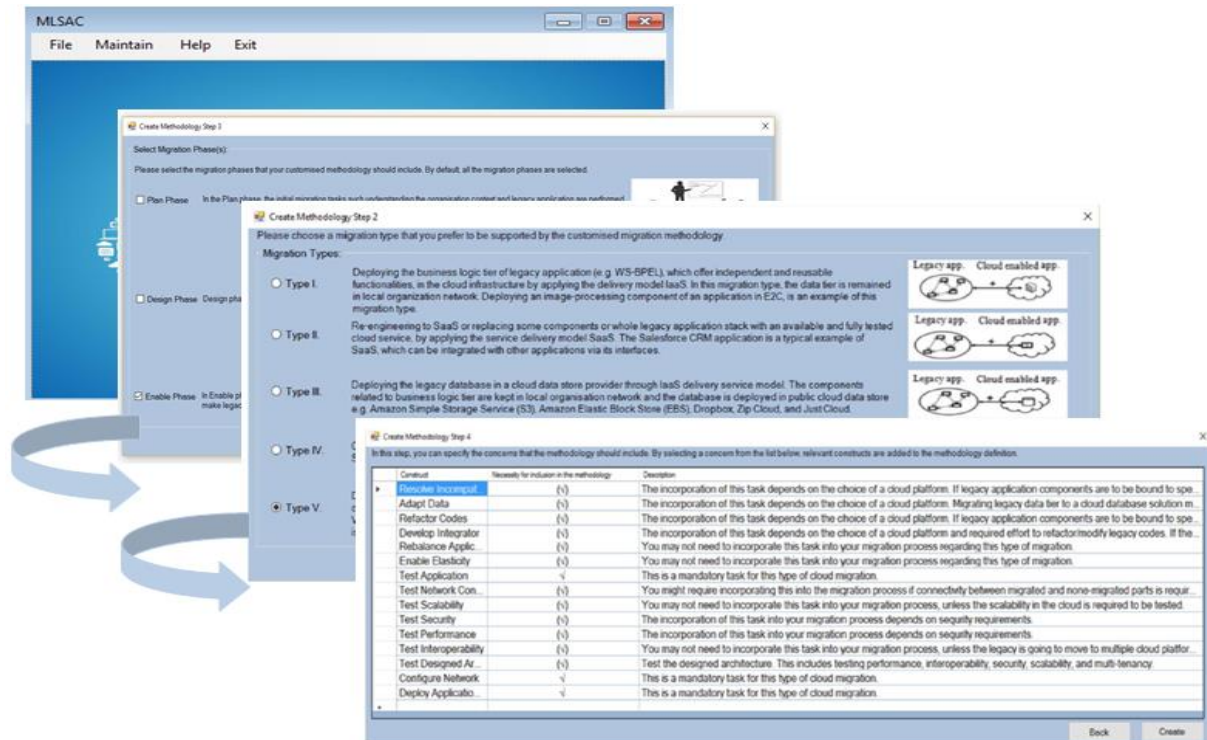 MLSAC
File Maintain Help Exit
Create Methodology Step 3
Select Migration Phase(s):
Please select the migration phases that your customised methodology should include. By default, all the migration phases are selected.
Plan Phase In the Plan phase, the initial migration tasks such understanding the organisation context and legacy application are performed
Design Phase Design pha
Enable Phase In Enable p
make legac
Create Methodology Step 2
Please choose a migration type that you prefer to be supported by the customised migration methodology.
Migration Types:
Type I.
Deploying the business logic tier of legacy application (e.g. WS-BPEL), which offer independent and reusable
functionalities, in the cloud infrastructure by applying the delivery model IaaS. In this migration type, the data tier is remained
in local organization network. Deploying an image-processing component of an application in E2C, is an example of this
migration type.
Legacy app. Cloud enabled app.
Type II.
Re-engineering to SaaS or replacing some components or whole legacy application stack with an available and fully tested
cloud service, by applying the service delivery model SaaS. The Salesforce CRM application is a typical example of
SaaS, which can be integrated with other applications via its interfaces.
Legacy app. Cloud enabled app.
Type III.
Deploying the legacy database in a cloud data store provider through IaaS delivery service model. The components
related to business logic tier are kept in local organisation network and the database is deployed in public cloud data store
e.g. Amazon Simple Storage Service (S3), Amazon Elastic Block Store (EBS), Dropbox, Zip Cloud, and Just Cloud.
Legacy app. Cloud enabled app.
Type IV.
Type V.
Create Methodology Step 4
In this step, you can specify the concerns that the methodology should include. By selecting a concern from the list below, relevant constructs are added to the methodology definition.
Construct Necessity for inclusion in the methodology Description
Resolve Incompat... (√) The incorporation of this task depends on the choice of a cloud platform. If legacy application components are to be bound to spe...
Adapt Data (√) The incorporation of this task depends on the choice of a cloud platform. Migrating legacy data tier to a cloud database solution m...
Refactor Codes (√) The incorporation of this task depends on the choice of a cloud platform. If legacy application components are to be bound to spe...
Develop Integrator (√) The incorporation of this task depends on the choice of a cloud platform and required effort to refactor/modify legacy codes. If the...
Rebalance Applic... (√) You may not need to incorporate this task into your migration process regarding this type of migration.
Enable Elasticity (√) You may not need to incorporate this task into your migration process regarding this type of migration.
Test Application √ This is a mandatory task for this type of cloud migration.
Test Network Con... (√) You might require incorporating this into the migration process if connectivity between migrated and none-migrated parts is requir...
Test Scalability (√) You may not need to incorporate this task into your migration process, unless the scalability in the cloud is required to be tested.
Test Security (√) The incorporation of this task into your migration process depends on sequrity requirements.
Test Performance (√) The incorporation of this task into your migration process depends on sequrity requirements.
Test Interoperability (√) You may not need to incorporate this task into your migration process, unless the legacy is going to move to multiple cloud platfor...
Test Designed Ar... (√) Test the designed architecture. This includes testing performance, interoperability, security, scalability, and multi-tenancy.
Configure Network √ This is a mandatory task for this type of cloud migration.
Deploy Applicatio... √ This is a mandatory task for this type of cloud migration.
Back Create